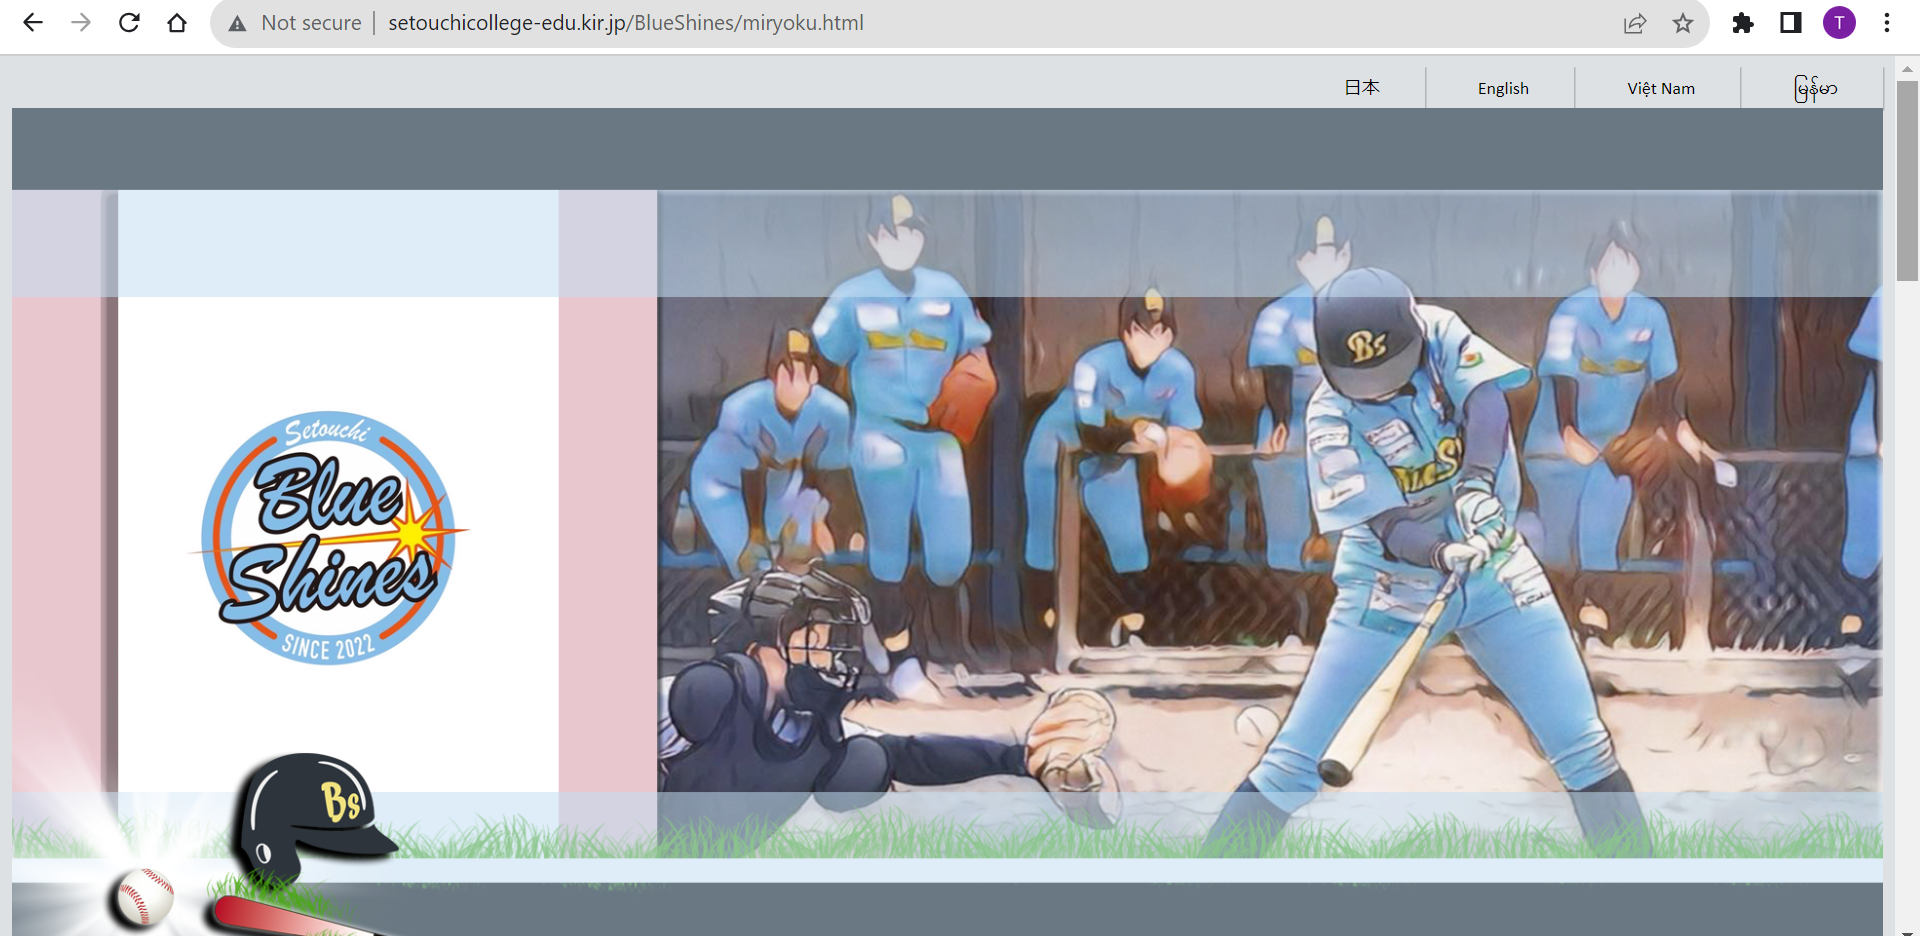 Not secure
setouchicollege-edu.kir.jp/BlueShines/miryoku.html
T
日本
English
Việt Nam
မြန်မာ
Setouchi
Blue
Shines
SINCE 2022
Bs
Bs